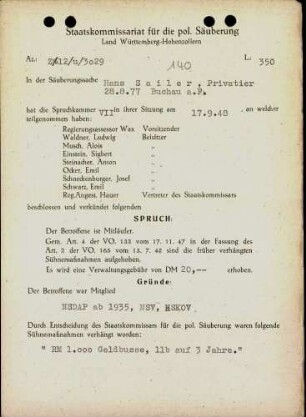 Staatskommissariat für die pol. Säuberung
Land Württemberg-Hohenzollern
Az.: 12/U/3029
140
L: 350
In der Säuberungssache Hans Sailer, Privatier
28.8.77 Buchau a.F.
hat die Spruchkammer VII in ihrer Sitzung am 17.9.48, an welcher
teilgenommen haben:
Regierungsassessor Wax Vorsitzender
Waldner, Ludwig Beisitzer
Musch, Alois "
Einstein, Sigbert "
Steinacher, Anton "
Ocker, Emil "
Schneckenburger, Josef "
Schwarz, Emil "
Reg.Angest. Hauer Vertreter des Staatskommissars
beschlossen und verkündet folgenden
SPRUCH:
Der Betroffene ist Mitläufer.
Gem. Art. 4 der VO. 133 vom 17. 11. 47 in der Fassung des
Art. 2 der VO. 165 vom 13. 7. 48 sind die früher verhängten
Sühnemaßnahmen aufgehoben.
Es wird eine Verwaltungsgebühr von DM 20,-- erhoben.
Gründe:
Der Betroffene war Mitglied
NSDAP ab 1935, NSV, NSKOV.
Durch Entscheidung des Staatskommissars für die pol. Säuberung waren folgende
Sühnemaßnahmen verhängt worden:
" RM 1.000 Geldbusse, 11b auf 3 Jahre."